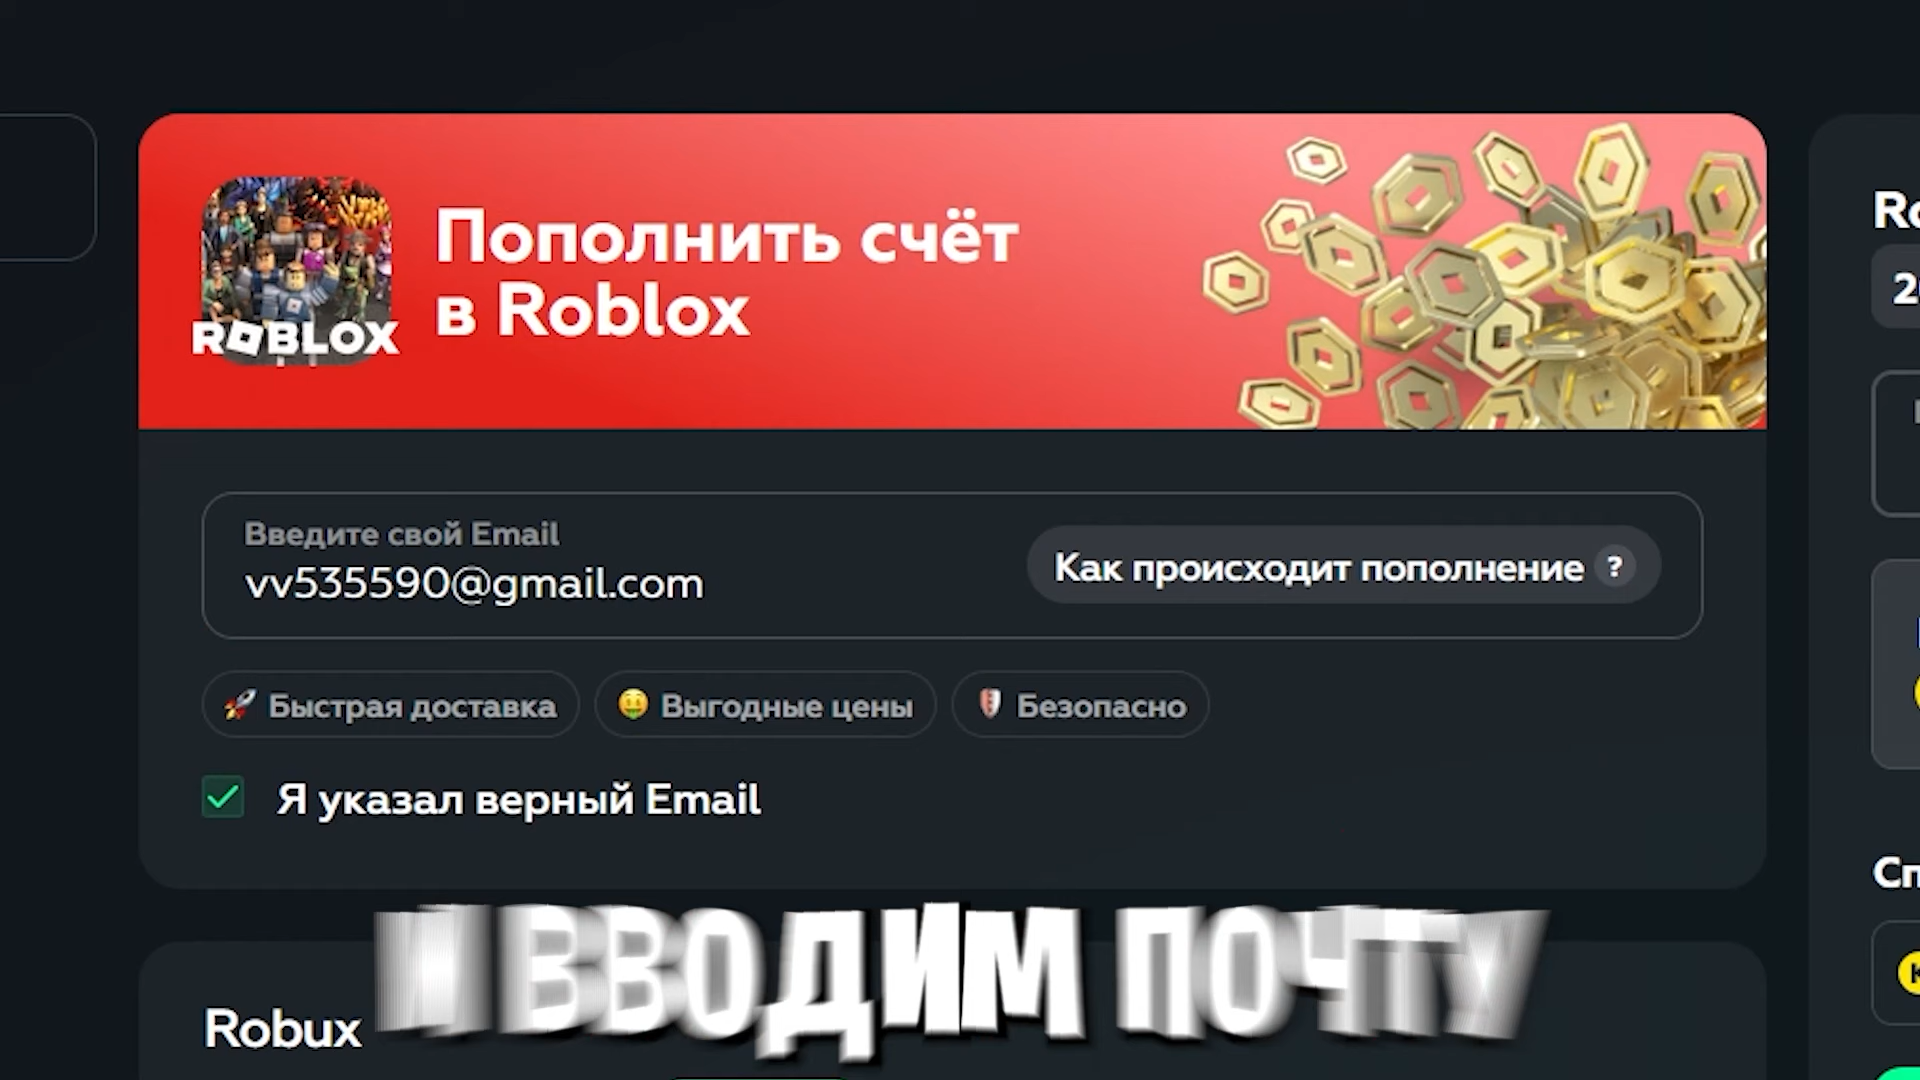 Пополнить счёт
в Roblox
ROBLOX
Введите свой Email
vv535590@gmail.com
Как происходит пополнение ?
Быстрая доставка
Выгодные цены
Безопасно
Я указал верный Email
И ВВОДИМ ПОЧТУ
Robux